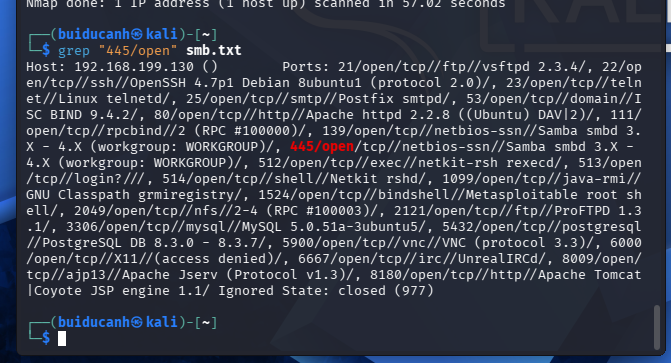 Nmap done: 1 IP address (1 host up) scanned in 57.02 seconds
┌──(buiducanh㉿kali)-[~]
└─$ grep "445/open" smb.txt
Host: 192.168.199.130 ()        Ports: 21/open/tcp//ftp//vsftpd 2.3.4/, 22/op
en/tcp//ssh//OpenSSH 4.7p1 Debian 8ubuntu1 (protocol 2.0)/, 23/open/tcp//teln
et//Linux telnetd/, 25/open/tcp//smtp//Postfix smtpd/, 53/open/tcp//domain//I
SC BIND 9.4.2/, 80/open/tcp//http//Apache httpd 2.2.8 ((Ubuntu) DAV|2)/, 111/
open/tcp//rpcbind//2 (RPC #100000)/, 139/open/tcp//netbios-ssn//Samba smbd 3.
X - 4.X (workgroup: WORKGROUP)/, 445/open/tcp//netbios-ssn//Samba smbd 3.X -
4.X (workgroup: WORKGROUP)/, 512/open/tcp//exec//netkit-rsh rexecd/, 513/open
/tcp//login?///, 514/open/tcp//shell//Netkit rshd/, 1099/open/tcp//java-rmi//
GNU Classpath grmiregistry/, 1524/open/tcp//bindshell//Metasploitable root sh
ell/, 2049/open/tcp//nfs//2-4 (RPC #100003)/, 2121/open/tcp//ftp//ProFTPD 1.3
.1/, 3306/open/tcp//mysql//MySQL 5.0.51a-3ubuntu5/, 5432/open/tcp//postgresql
//PostgreSQL DB 8.3.0 - 8.3.7/, 5900/open/tcp//vnc//VNC (protocol 3.3)/, 6000
/open/tcp//X11//(access denied)/, 6667/open/tcp//irc//UnrealIRCd/, 8009/open/
tcp//ajp13//Apache Jserv (Protocol v1.3)/, 8180/open/tcp//http//Apache Tomcat
|Coyote JSP engine 1.1/ Ignored State: closed (977)
┌──(buiducanh㉿kali)-[~]
└─$